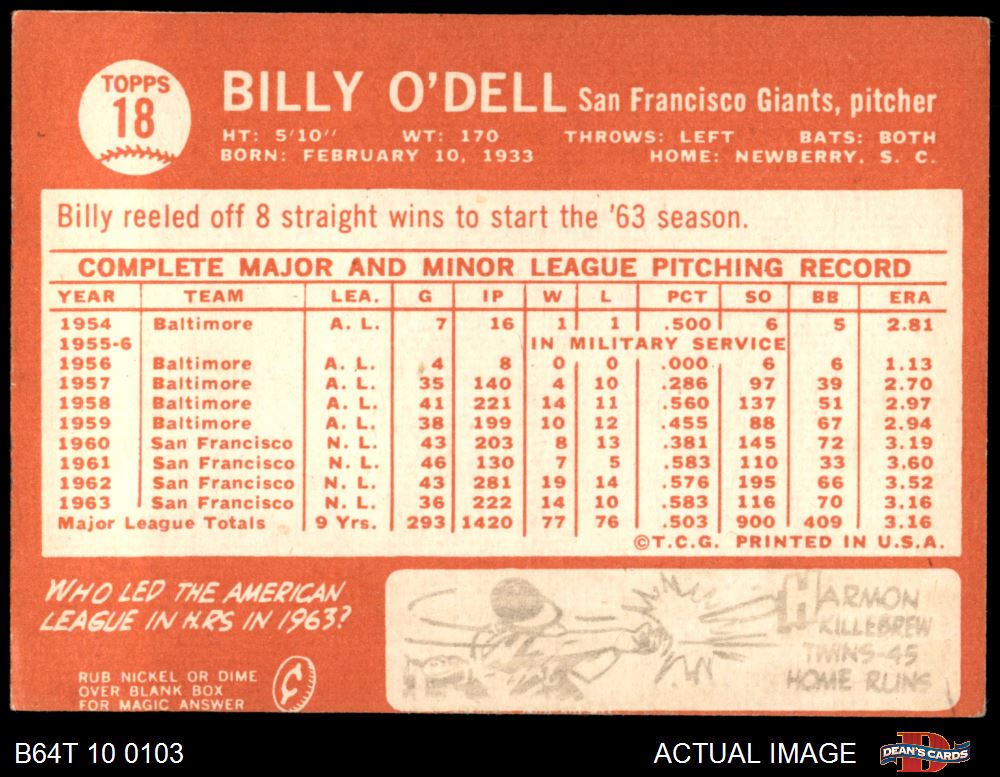 TOPPS
18
BILLY O'DELL San Francisco Giants, pitcher
HT: 5'10'' WT: 170 THROWS: LEFT BATS: BOTH
BORN: FEBRUARY 10, 1933 HOME: NEWBERRY, S. C.
Billy reeled off 8 straight wins to start the '63 season.
COMPLETE MAJOR AND MINOR LEAGUE PITCHING RECORD
YEAR TEAM LEA. G IP W L PCT SO BB ERA
1954 Baltimore A. L. 7 16 1 1 .500 6 5 2.81
1955-6 IN MILITARY SERVICE
1956 Baltimore A. L. 4 8 0 0 .000 6 6 1.13
1957 Baltimore A. L. 35 140 4 10 .286 97 39 2.70
1958 Baltimore A. L. 41 221 14 11 .560 137 51 2.97
1959 Baltimore A. L. 38 199 10 12 .455 88 67 2.94
1960 San Francisco N. L. 43 203 8 13 .381 145 72 3.19
1961 San Francisco N. L. 46 130 7 5 .583 110 33 3.60
1962 San Francisco N. L. 43 281 19 14 .576 195 66 3.52
1963 San Francisco N. L. 36 222 14 10 .583 116 70 3.16
Major League Totals 9 Yrs. 293 1420 77 76 .503 900 409 3.16
©T.C.G. PRINTED IN U.S.A.
WHO LED THE AMERICAN
LEAGUE IN H.RS IN 1963?
RUB NICKEL OR DIME
OVER BLANK BOX
FOR MAGIC ANSWER
¢
HARMON
KILLEBREW
TWINS-45
HOME RUNS
B64T 10 0103 ACTUAL IMAGE DEAN'S CARDS